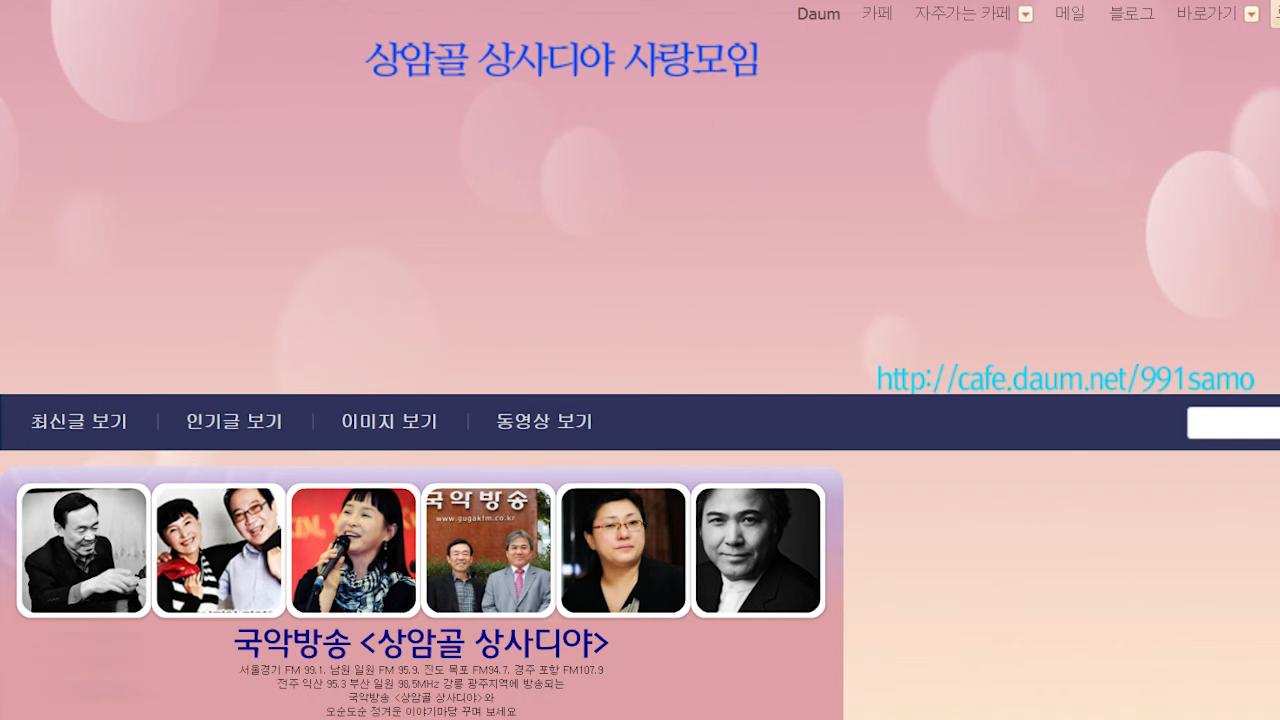 Daum 카페 자주가는 카페 메일 블로그 바로가기
상암골 상사디야 사랑모임
http://cafe.daum.net/991samo
최신글 보기 인기글 보기 이미지 보기 동영상 보기
국악방송
www.gugakfm.co.kr
국악방송 <상암골 상사디야>
서울경기 FM 99.1. 남원 일원 FM 95.9. 진도 목포 FM94.7. 경주 포항 FM107.9
전주 익산 95.3 부산 일원 98.5MHz 강릉 광주지역에 방송되는
국악방송 <상암골 상사디야>와
오순도순 정겨운 이야기마당 꾸며 보세요